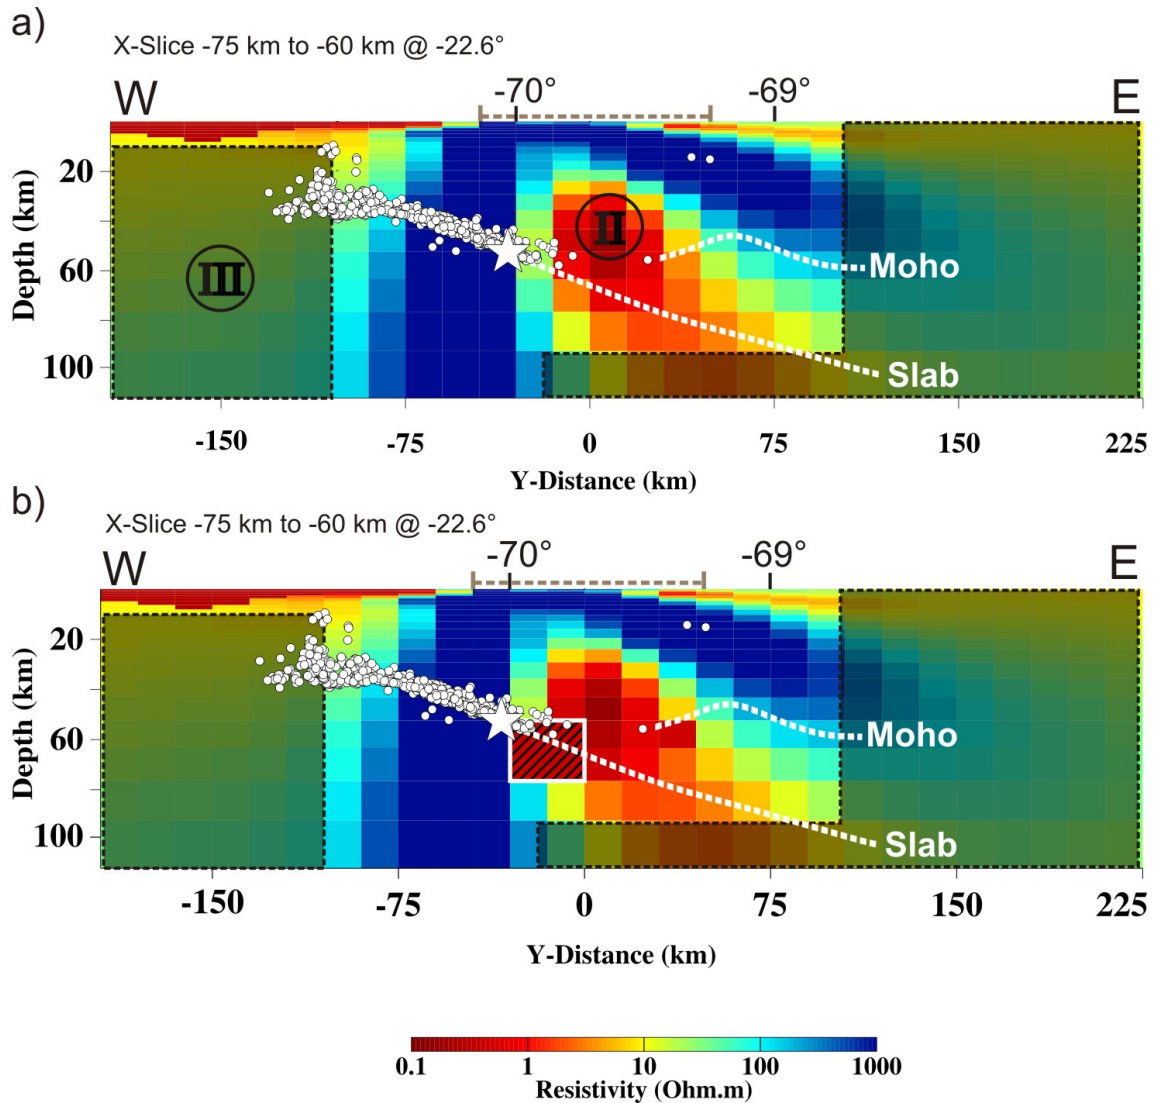 a)
X-Slice -75 km to -60 km @ -22.6°
W -70° -69° E
20
60
100
Depth (km)
III
II
Moho
Slab
-150 -75 0 75 150 225
Y-Distance (km)
b)
X-Slice -75 km to -60 km @ -22.6°
W -70° -69° E
20
60
100
Depth (km)
Moho
Slab
-150 -75 0 75 150 225
Y-Distance (km)
0.1 1 10 100 1000
Resistivity (Ohm.m)